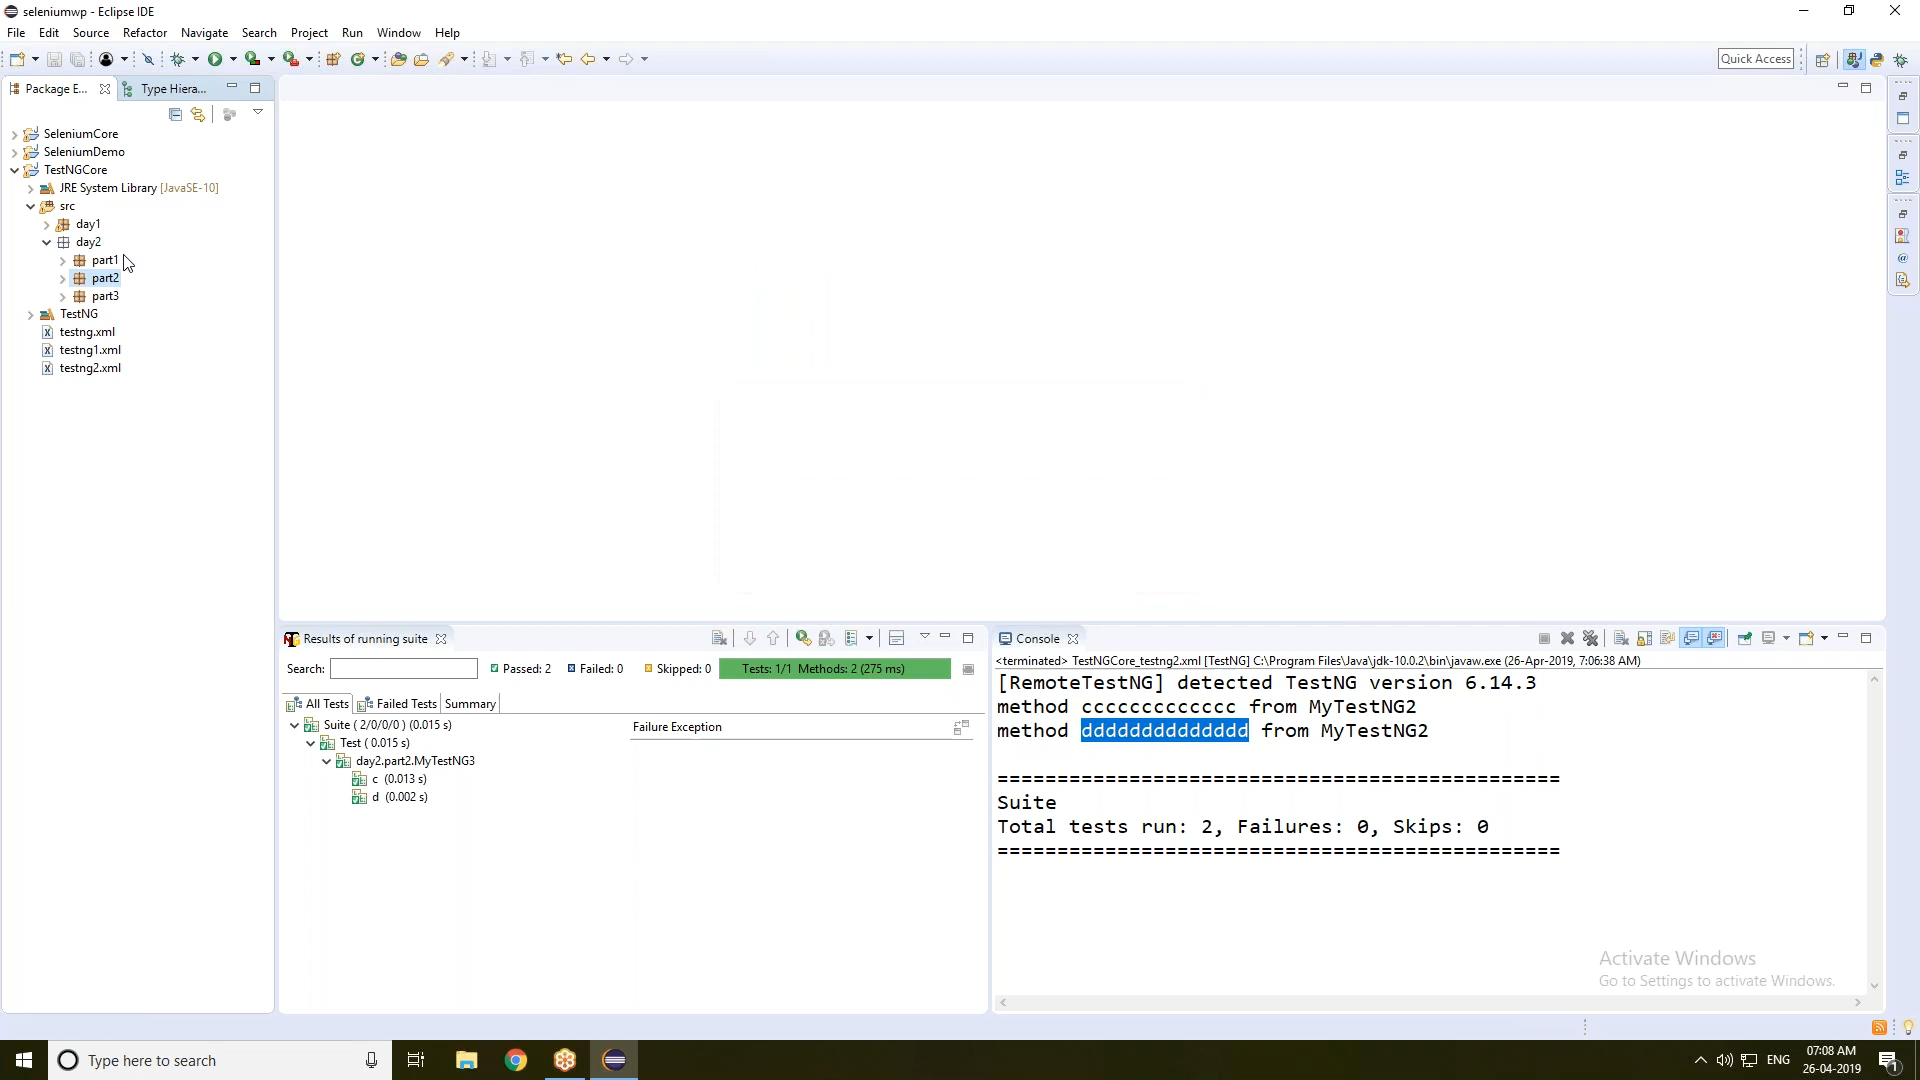 seleniumwp - Eclipse IDE
File Edit Source Refactor Navigate Search Project Run Window Help
Quick Access
Package E...
Type Hiera...
SeleniumCore
SeleniumDemo
TestNGCore
JRE System Library [JavaSE-10]
src
day1
day2
part1
part2
part3
TestNG
testng.xml
testng1.xml
testng2.xml
Results of running suite
Search:
Passed: 2
Failed: 0
Skipped: 0
Tests: 1/1 Methods: 2 (275 ms)
All Tests
Failed Tests
Summary
Suite ( 2/0/0/0 ) (0.015 s)
Test ( 0.015 s)
day2.part2.MyTestNG3
c (0.013 s)
d (0.002 s)
Failure Exception
Console
<terminated> TestNGCore_testng2.xml [TestNG] C:\Program Files\Java\jdk-10.0.2\bin\javaw.exe (26-Apr-2019, 7:06:38 AM)
[RemoteTestNG] detected TestNG version 6.14.3
method ccccccccccccc from MyTestNG2
method dddddddddddddd from MyTestNG2
===============================================
Suite
Total tests run: 2, Failures: 0, Skips: 0
===============================================
Activate Windows
Go to Settings to activate Windows.
Type here to search
ENG
07:08 AM
26-04-2019
1